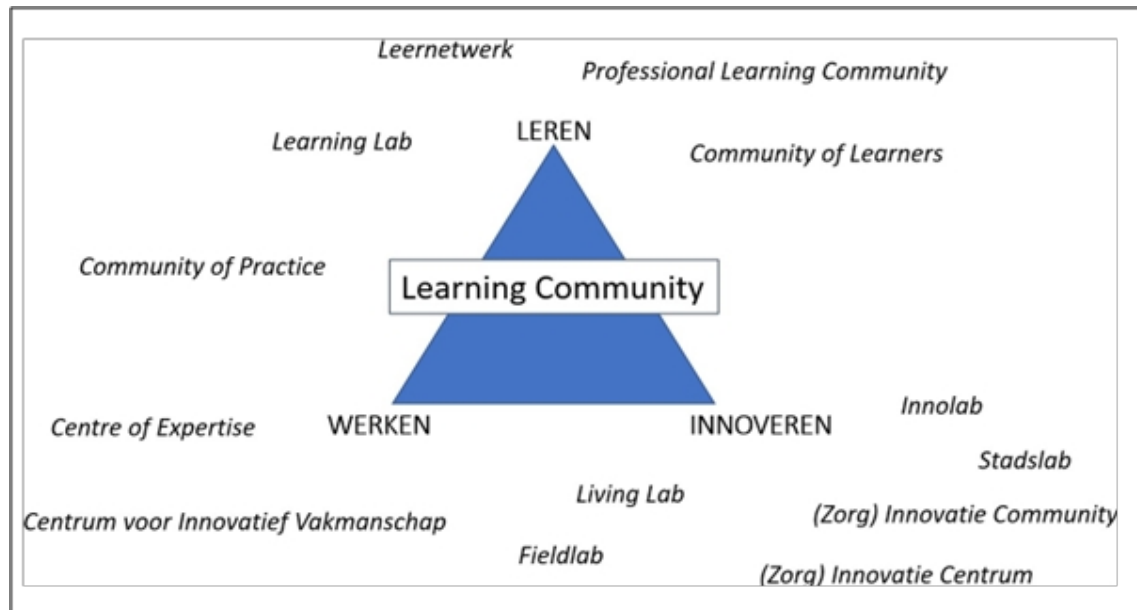 Leernetwerk
Professional Learning Community
LEREN
Learning Lab
Community of Learners
Community of Practice
Learning Community
Innolab
Centre of Expertise
WERKEN
INNOVEREN
Stadslab
Living Lab
(Zorg) Innovatie Community
Centrum voor Innovatief Vakmanschap
Fieldlab
(Zorg) Innovatie Centrum